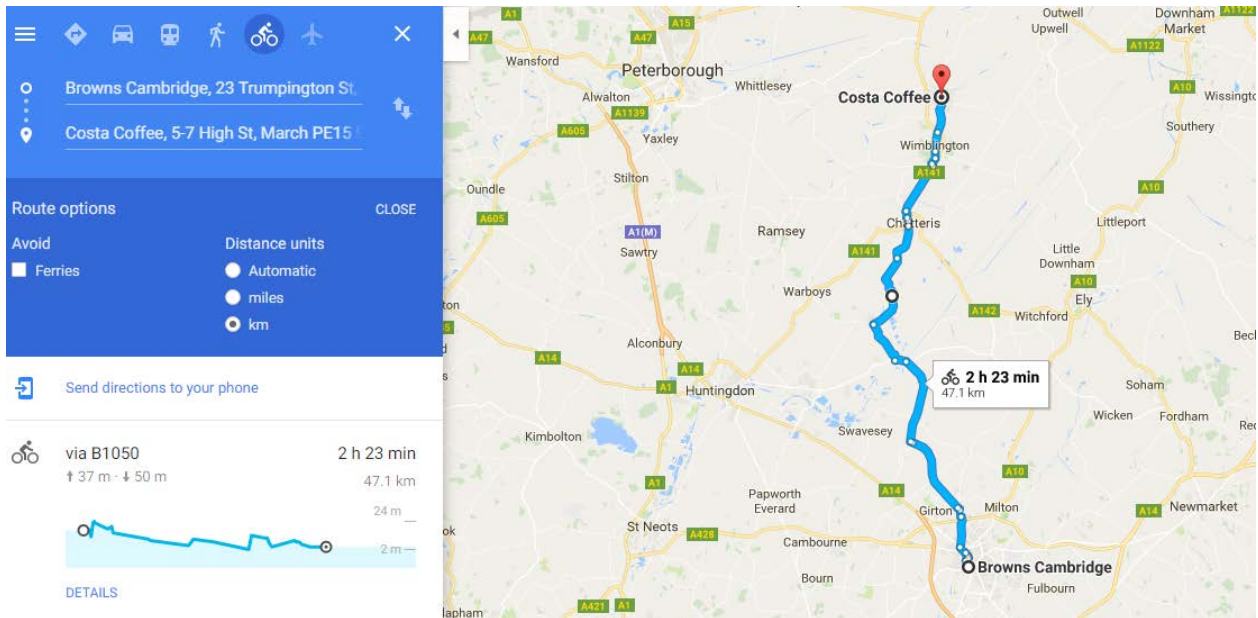 Browns Cambridge, 23 Trumpington St,
Costa Coffee, 5-7 High St, March PE15
Route options
CLOSE
Avoid
Distance units
Ferries
Automatic
miles
km
Send directions to your phone
via B1050
2 h 23 min
↑ 37 m · ↓ 50 m
47.1 km
24 m
2 m
DETAILS
A1
A15
Outwell
Upwell
Downham
Market
A1122
A47
A47
Wansford
A1122
Peterborough
Whittlesey
Costa Coffee
A10
Wissington
Alwalton
A1139
A605
Yaxley
Southery
Wimblington
A141
Oundle
Stilton
A10
A605
A1(M)
Sawtry
Ramsey
Chatteris
Littleport
A141
Little
Downham
A10
Ely
Warboys
A142
Witchford
Alconbury
A14
A14
A1
Huntingdon
2 h 23 min
47.1 km
Soham
Wicken
Fordham
Kimbolton
Swavesey
A10
A1
A14
Papworth
Everard
Girton
Milton
A14
Newmarket
St Neots
A428
Cambourne
Browns Cambridge
Bourn
Fulbourn
A421
A1